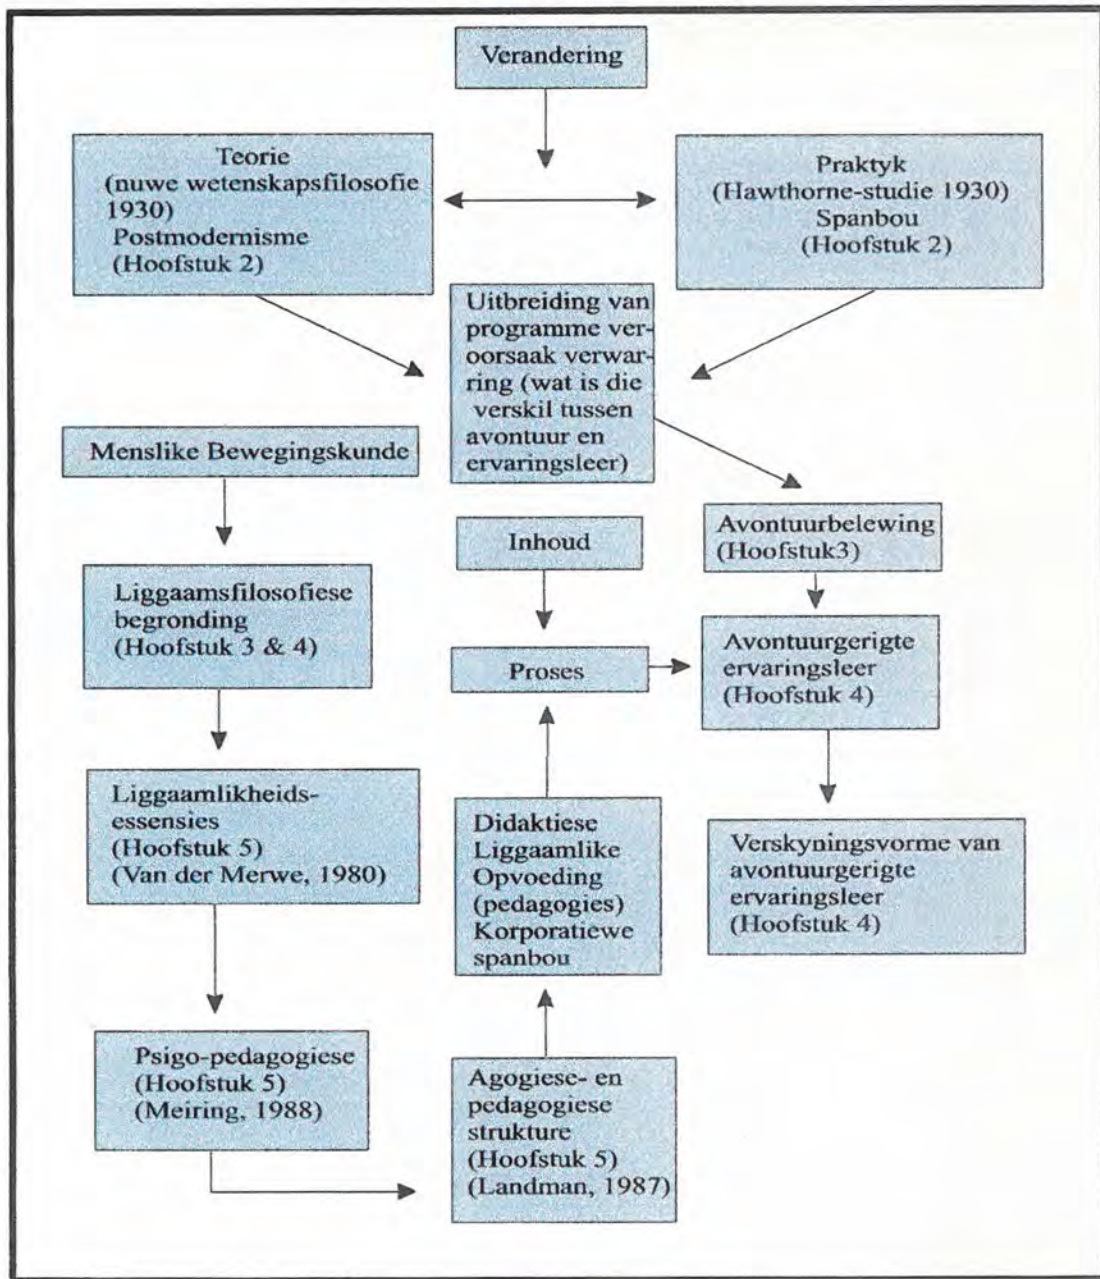 Verandering
Teorie
(nuwe wetenskapsfilosofie
1930)
Postmodernisme
(Hoofstuk 2)
Praktyk
(Hawthorne-studie 1930)
Spanbou
(Hoofstuk 2)
Uitbreiding van
programme ver-
oorsaak verwar-
ring (wat is die
verskil tussen
avontuur en
ervaringsleer)
Menslike Bewegingskunde
Liggaamsfilosofiese
begronding
(Hoofstuk 3 & 4)
Inhoud
Avontuurbelewing
(Hoofstuk3)
Proses
Avontuurgerigte
ervaringsleer
(Hoofstuk 4)
Liggaamlikheids-
essensies
(Hoofstuk 5)
(Van der Merwe, 1980)
Didaktiese
Liggaamlike
Opvoeding
(pedagogies)
Korporatiewe
spanbou
Verskyningsvorme van
avontuurgerigte
ervaringsleer
(Hoofstuk 4)
Psigo-pedagogiese
(Hoofstuk 5)
(Meiring, 1988)
Agogiese- en
pedagogiese
strukture
(Hoofstuk 5)
(Landman, 1987)